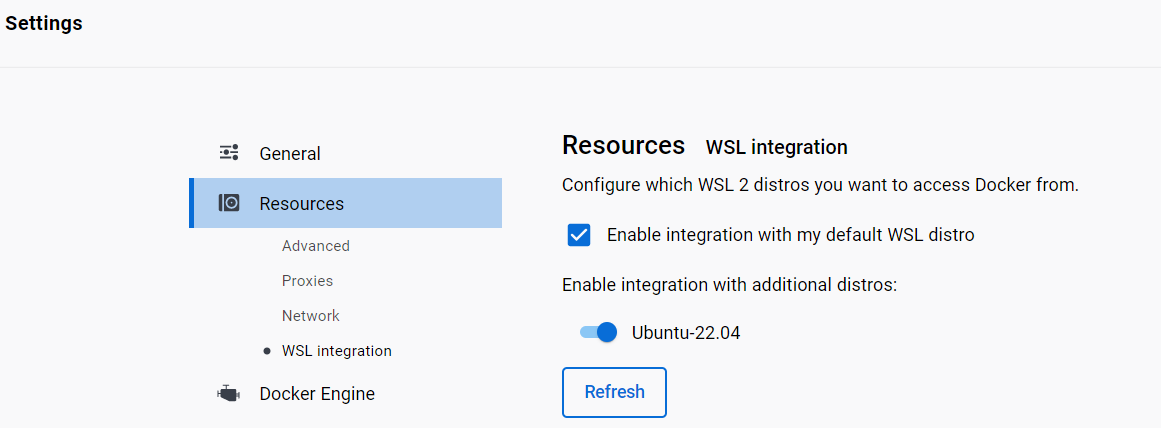 Settings
General
Resources
Advanced
Proxies
Network
WSL integration
Docker Engine
Resources WSL integration
Configure which WSL 2 distros you want to access Docker from.
Enable integration with my default WSL distro
Enable integration with additional distros:
Ubuntu-22.04
Refresh